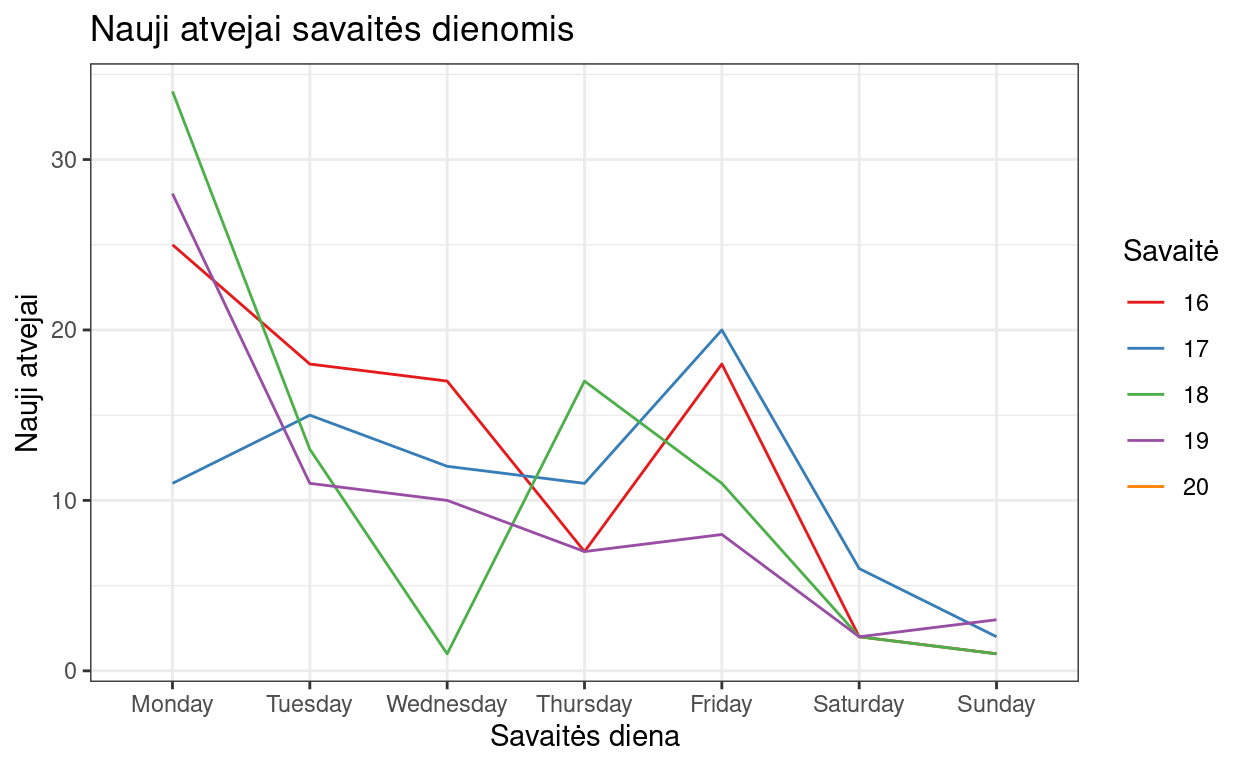 Nauji atvejai savaitės dienomis
Nauji atvejai
30
20
10
0
Monday Tuesday Wednesday Thursday Friday Saturday Sunday
Savaitės diena
Savaitė
16
17
18
19
20